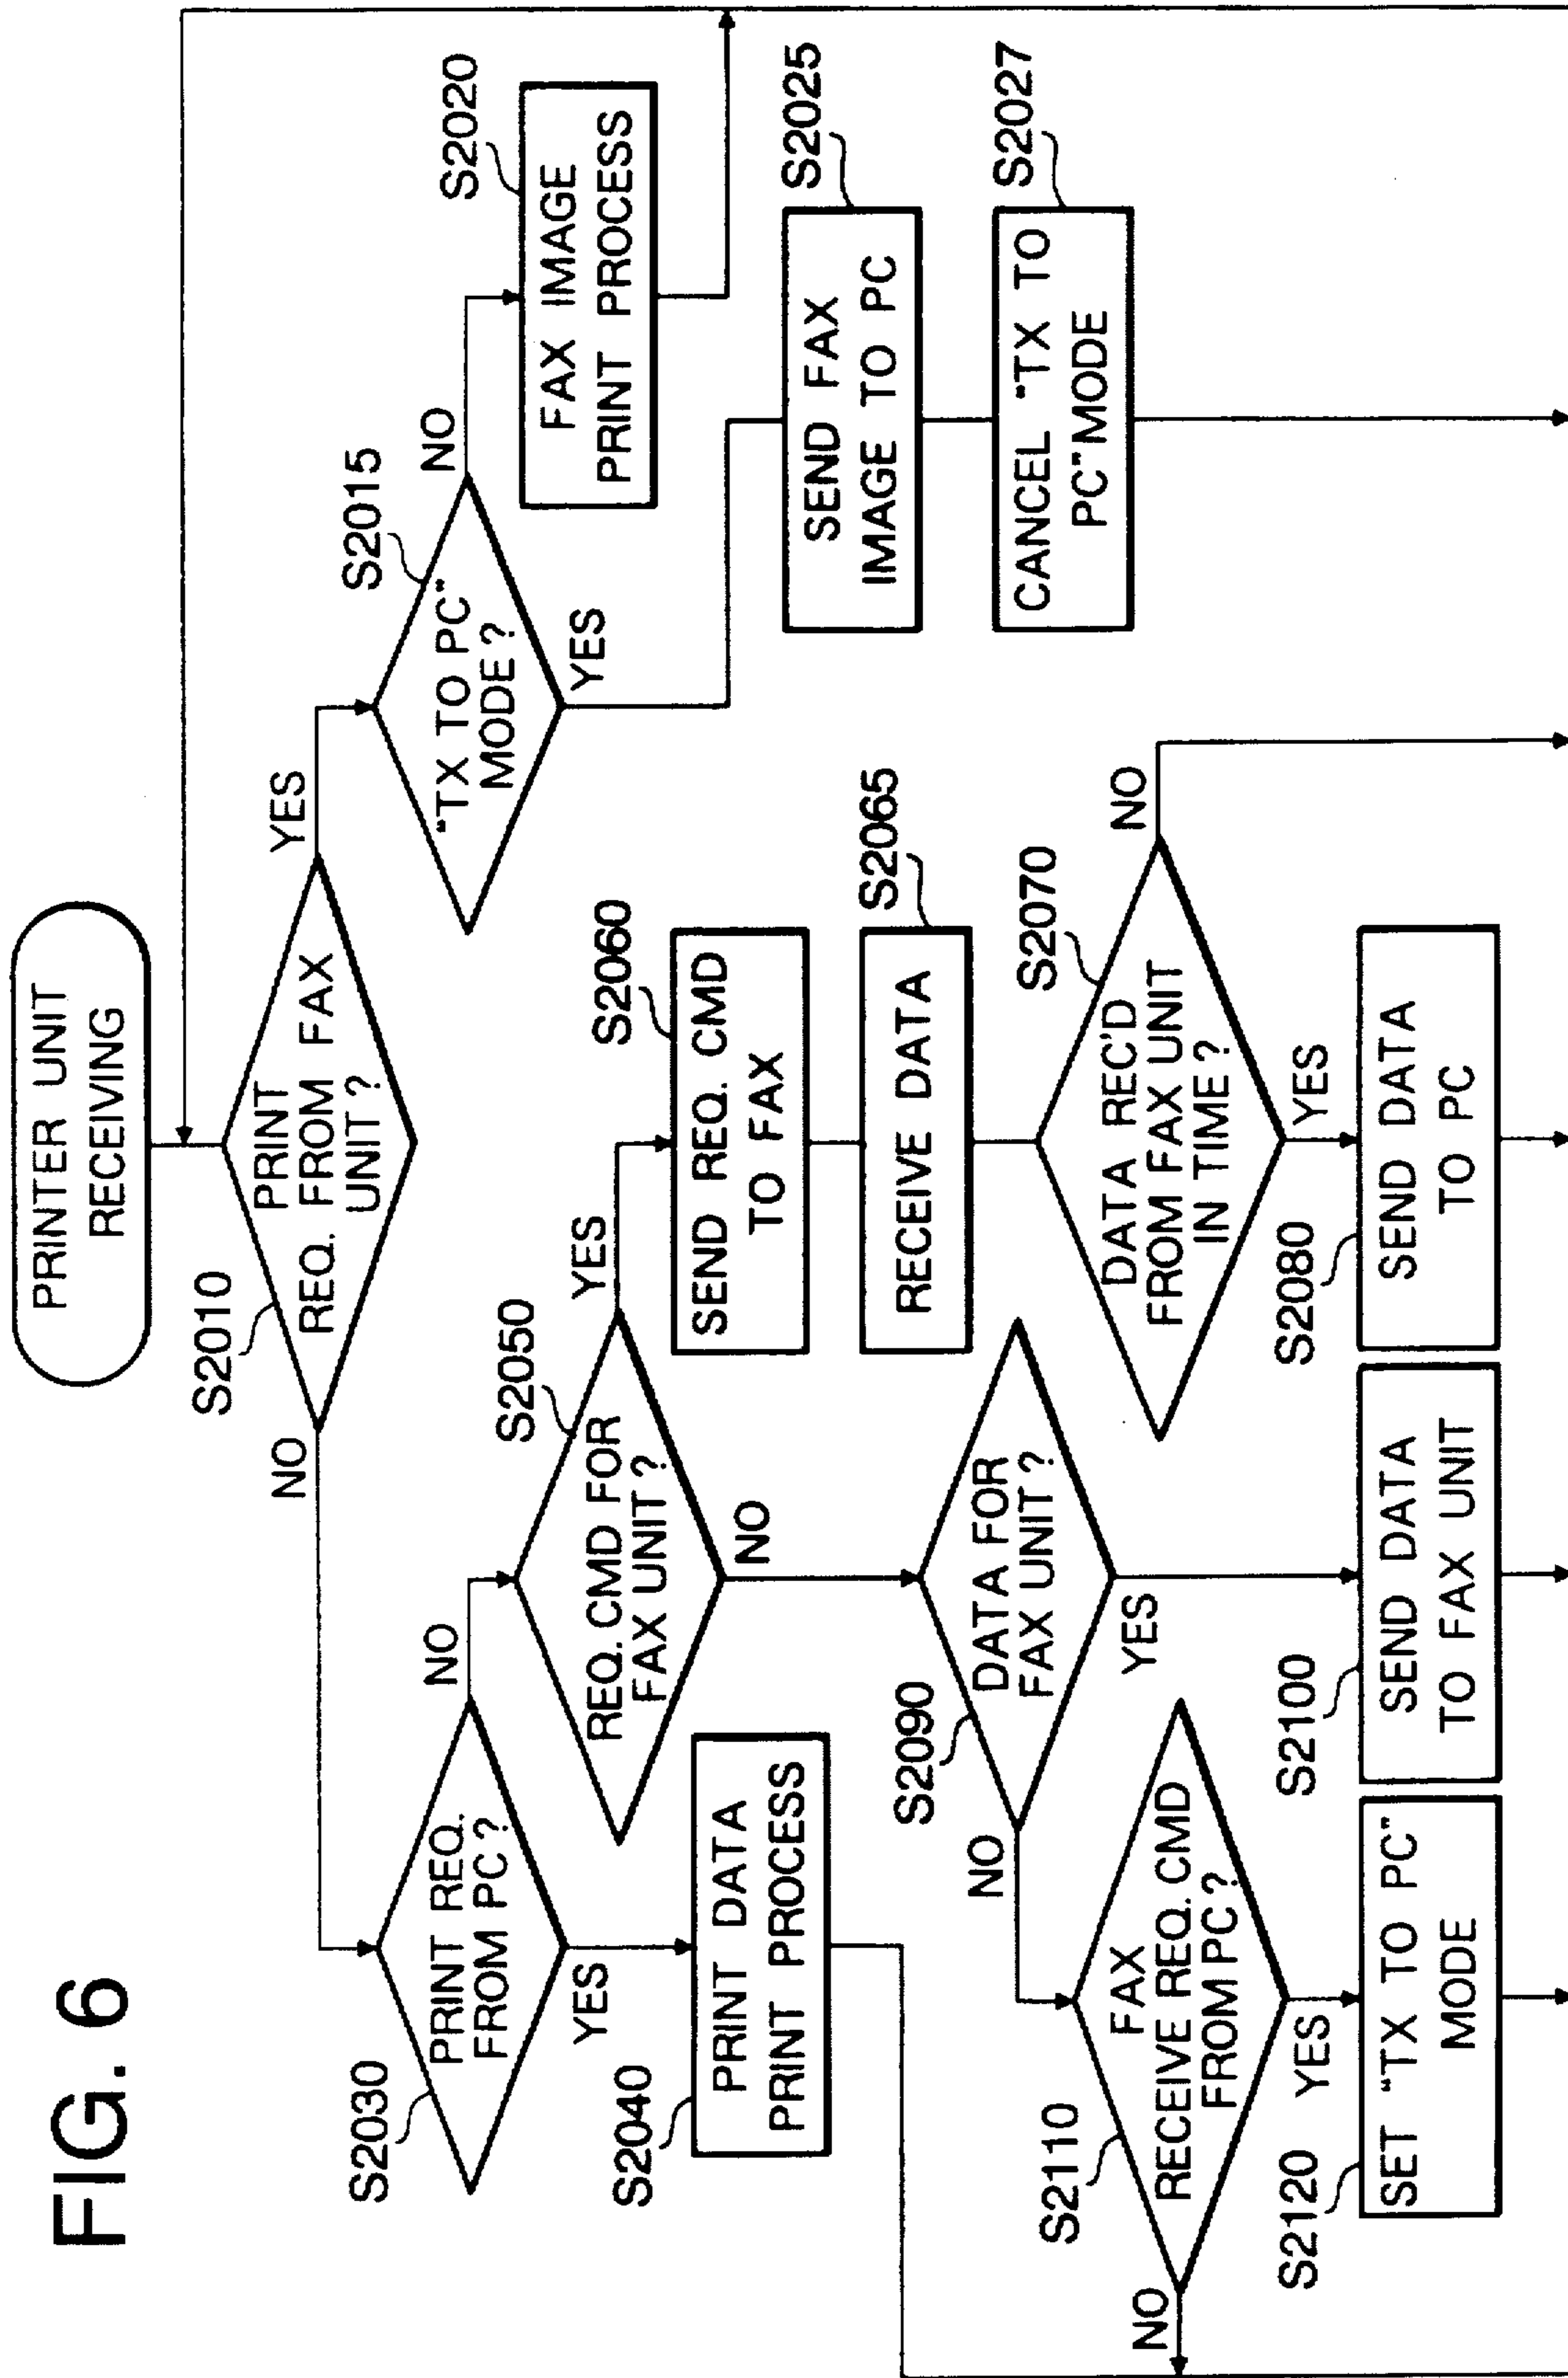 FIG. 6
PRINTER UNIT
RECEIVING
S2010
PRINT
REQ. FROM FAX
UNIT?
NO
YES
S2015
"TX TO PC"
MODE?
NO
YES
S2020
FAX IMAGE
PRINT PROCESS
S2025
SEND FAX
IMAGE TO PC
S2027
CANCEL "TX TO
PC" MODE
S2030
PRINT REQ.
FROM PC?
NO
YES
S2040
PRINT DATA
PRINT PROCESS
S2050
REQ. CMD FOR
FAX UNIT?
YES
NO
S2060
SEND REQ. CMD
TO FAX
S2065
RECEIVE DATA
S2070
DATA REC'D
FROM FAX UNIT
IN TIME?
NO
YES
S2080
SEND DATA
TO PC
S2090
DATA FOR
FAX UNIT?
NO
YES
S2100
SEND DATA
TO FAX UNIT
S2110
FAX
RECEIVE REQ. CMD
FROM PC?
NO
YES
S2120
SET "TX TO PC"
MODE